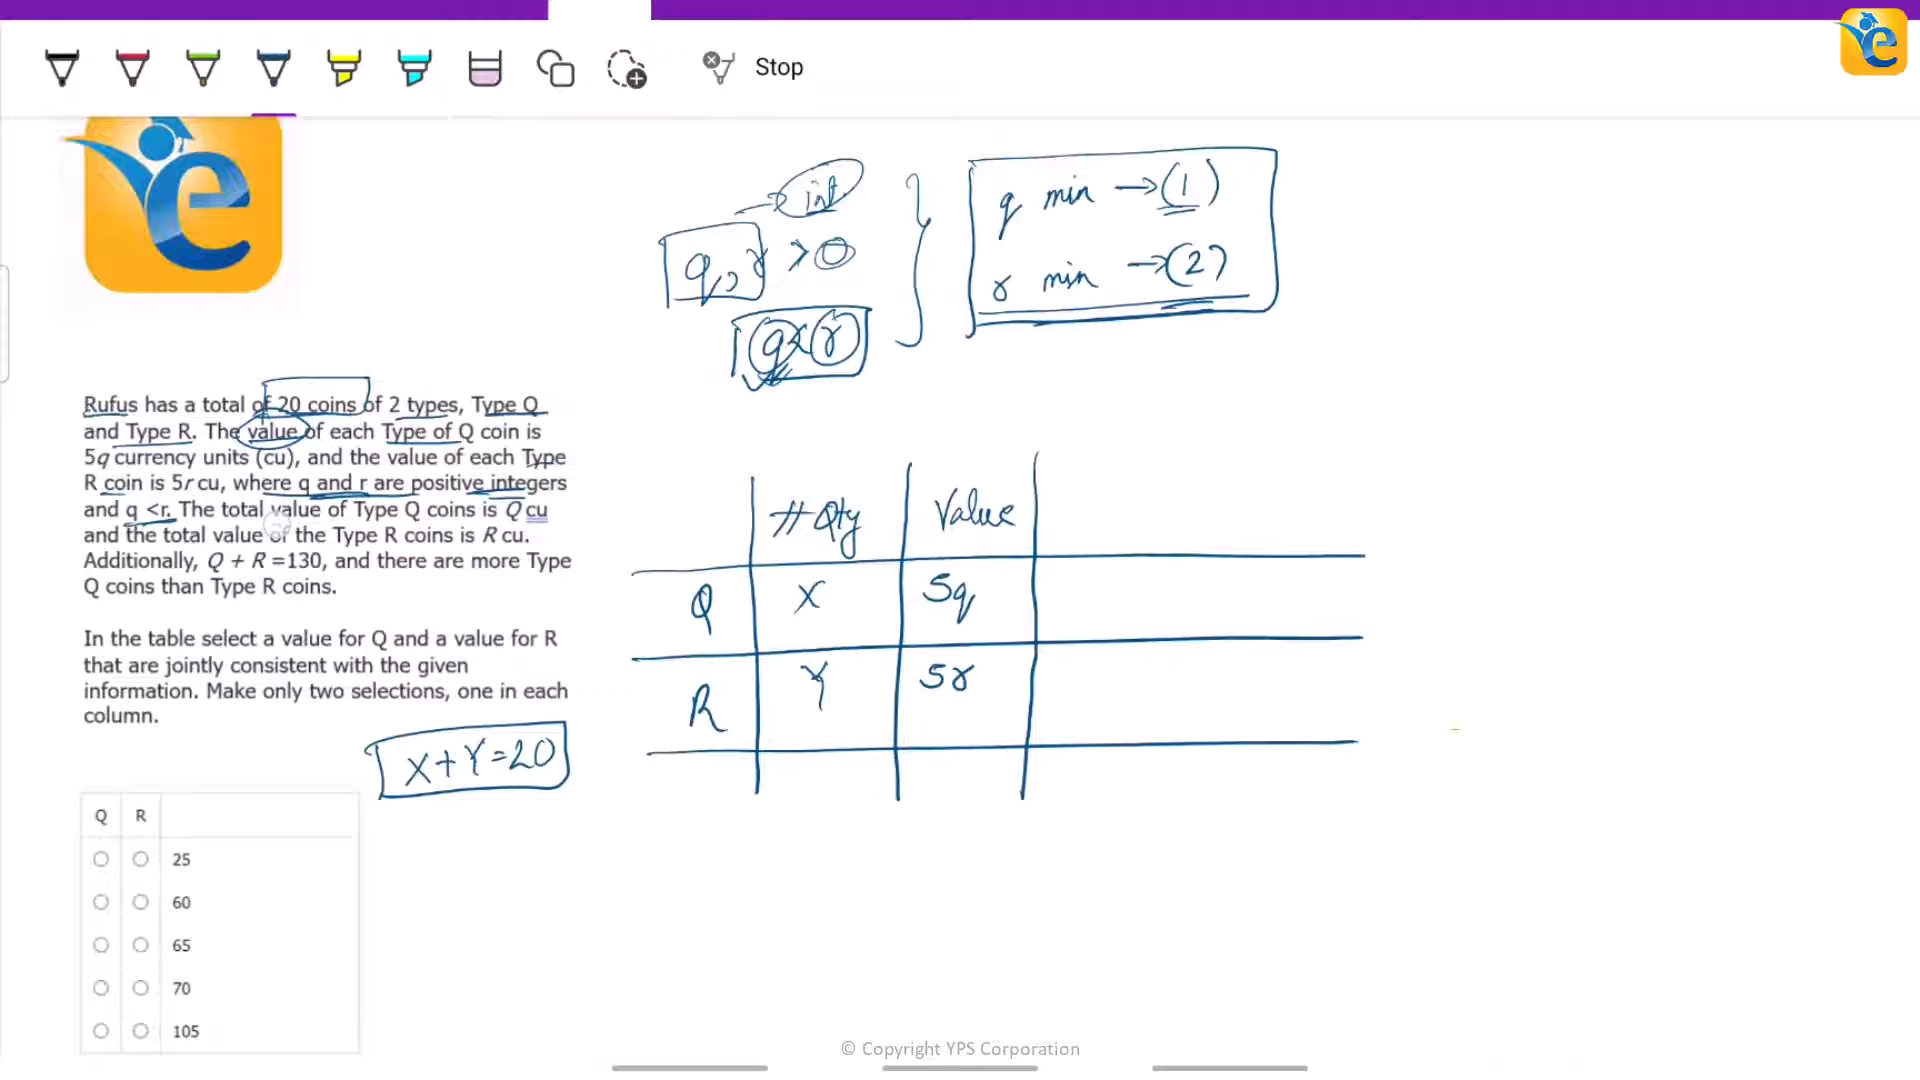 Stop
e
→ int
q, r > 0
q < r
q min → (1)
r min → (2)
Rufus has a total of 20 coins of 2 types, Type Q
and Type R. The value of each Type of Q coin is
5q currency units (cu), and the value of each Type
R coin is 5r cu, where q and r are positive integers
and q <r. The total value of Type Q coins is Q cu
and the total value of the Type R coins is R cu.
Additionally, Q + R =130, and there are more Type
Q coins than Type R coins.
In the table select a value for Q and a value for R
that are jointly consistent with the given
information. Make only two selections, one in each
column.
X+Y=20
# Qty Value
Q X 5q
R Y 5r
Q R
25
60
65
70
105
© Copyright YPS Corporation